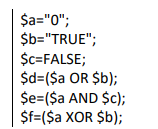 $a="0";
$b="TRUE";
$c=FALSE;
$d=($a OR $b);
$e=($a AND $c);
$f=($a XOR $b);